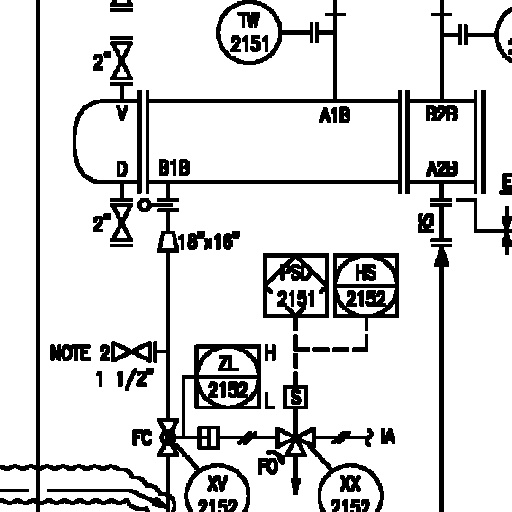 TW
2151
2"
V
A1B
B2B
D
B1B
A2B
2"
18"x16"
PSD
2151
HS
2152
NOTE 2
1 1/2"
ZL
2152
H
L
S
FC
IA
FO
XV
2152
XX
2152